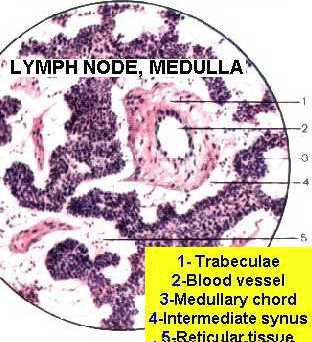 LYMPH NODE, MEDULLA
1
2
3
4
5
1- Trabeculae
2-Blood vessel
3-Medullary chord
4-Intermediate synus
5-Reticular tissue